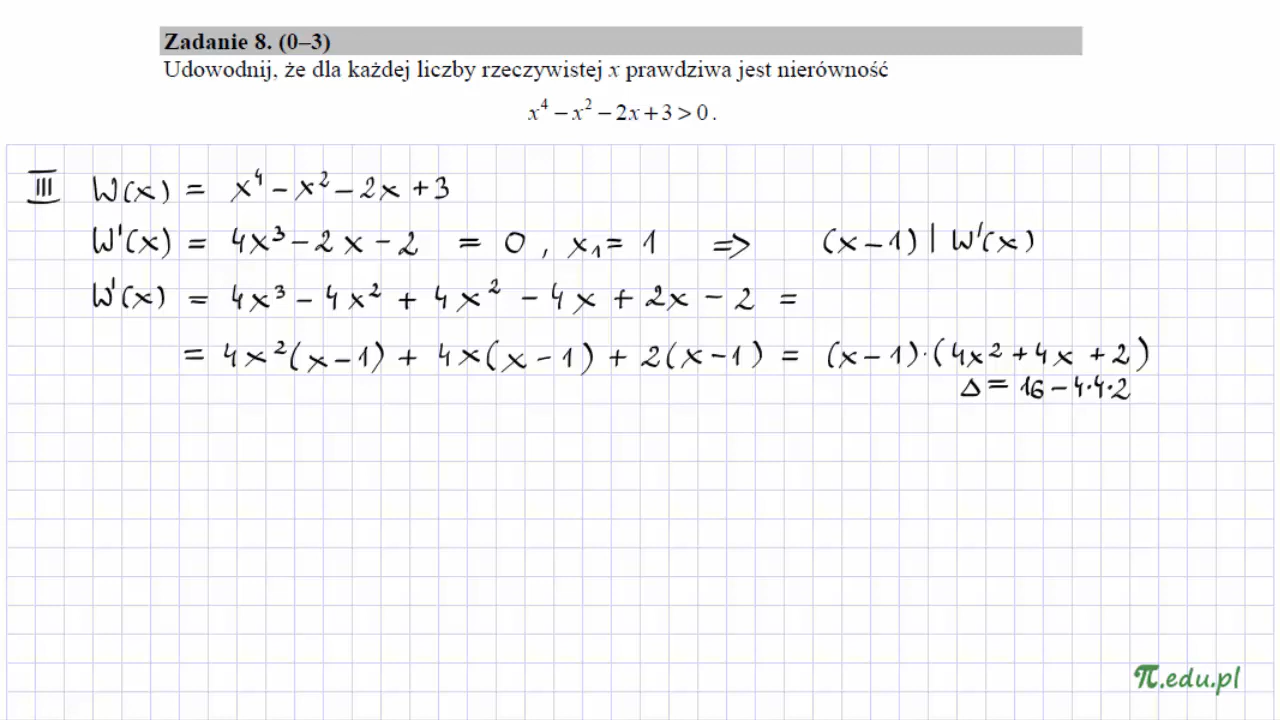 Zadanie 8. (0–3)
Udowodnij, że dla każdej liczby rzeczywistej x prawdziwa jest nierówność
x⁴ − x² − 2x + 3 > 0 .
III W(x) = x⁴ − x² − 2x + 3
W'(x) = 4x³ − 2x − 2 = 0 , x₁ = 1 => (x − 1) | W'(x)
W'(x) = 4x³ − 4x² + 4x² − 4x + 2x − 2 =
= 4x²(x − 1) + 4x(x − 1) + 2(x − 1) = (x − 1)·(4x² + 4x + 2)
Δ = 16 − 4·4·2
π.edu.pl